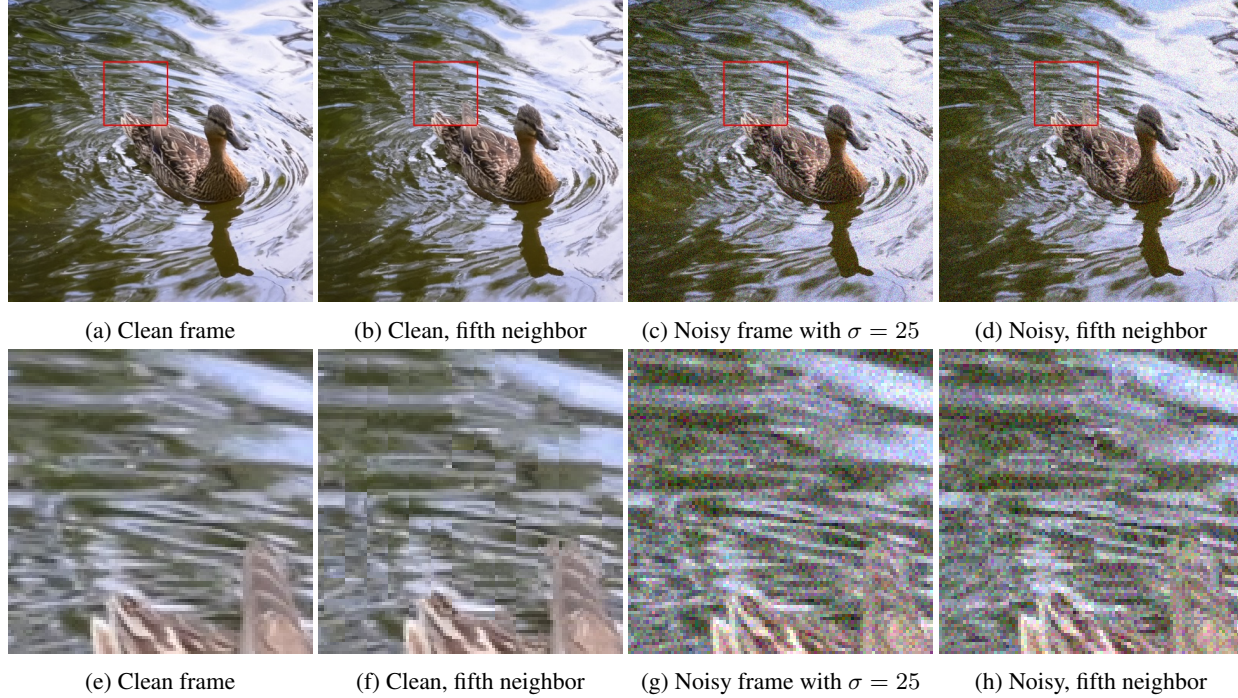 (a) Clean frame
(b) Clean, fifth neighbor
(c) Noisy frame with σ = 25
(d) Noisy, fifth neighbor
(e) Clean frame
(f) Clean, fifth neighbor
(g) Noisy frame with σ = 25
(h) Noisy, fifth neighbor